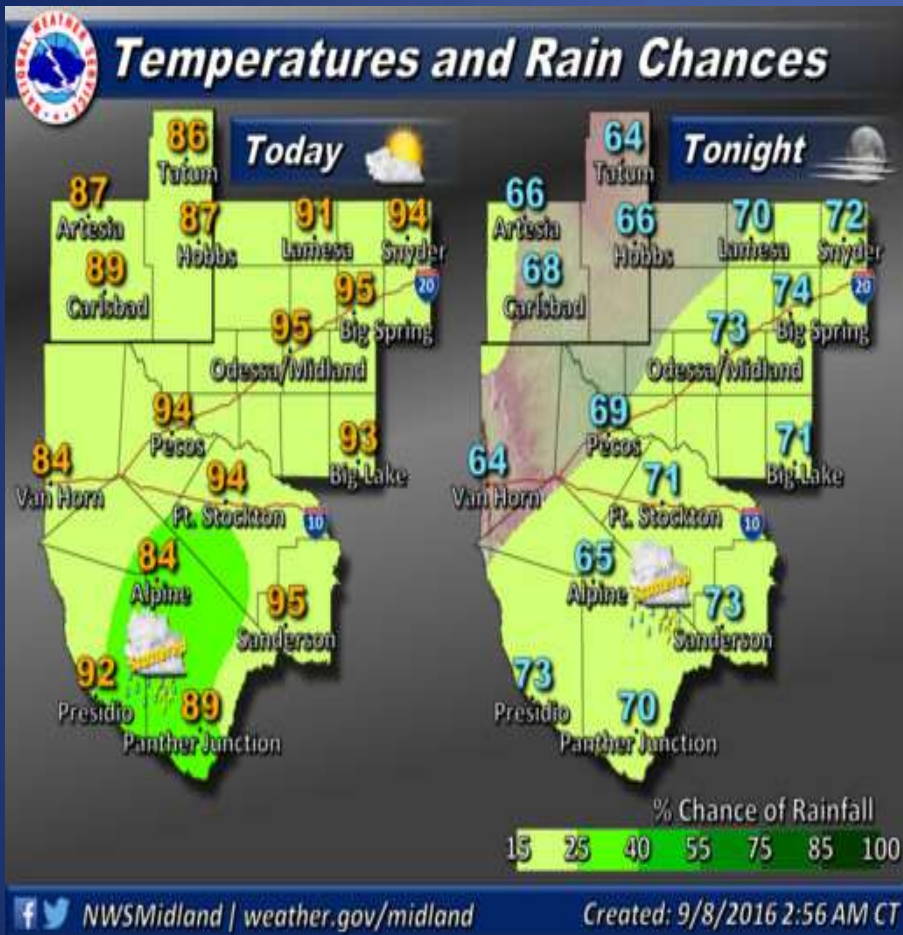 NATIONAL WEATHER SERVICE
Temperatures and Rain Chances
Today
86
Tatum
87
Artesia
87
Hobbs
91
Lamesa
94
Snyder
89
Carlsbad
95
Big Spring
20
95
Odessa/Midland
94
Pecos
93
Big Lake
84
Van Horn
94
Ft. Stockton
10
84
Alpine
95
Sanderson
Scattered
92
Presidio
89
Panther Junction
Tonight
64
Tatum
66
Artesia
66
Hobbs
70
Lamesa
72
Snyder
68
Carlsbad
74
Big Spring
20
73
Odessa/Midland
69
Pecos
71
Big Lake
64
Van Horn
71
Ft. Stockton
10
65
Alpine
Scattered
73
Sanderson
73
Presidio
70
Panther Junction
% Chance of Rainfall
15 25 40 55 75 85 100
NWSMidland | weather.gov/midland
Created: 9/8/2016 2:56 AM CT